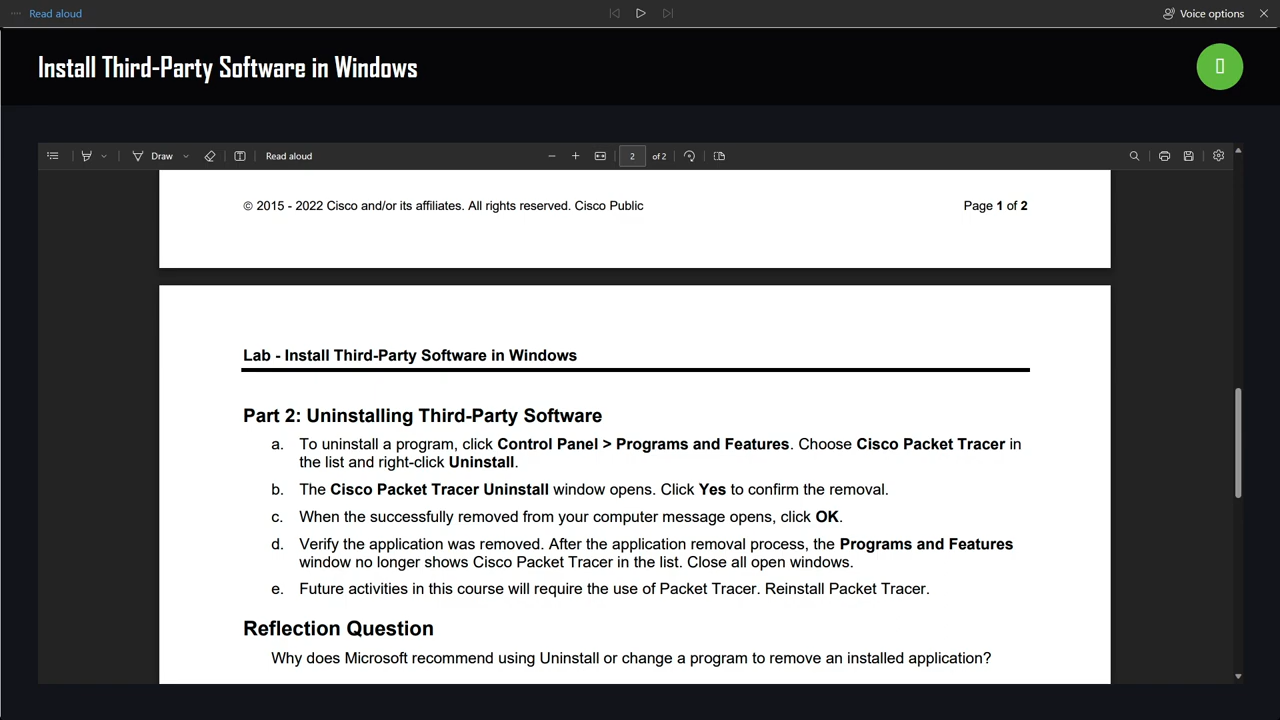 Read aloud
Voice options
Install Third-Party Software in Windows
Draw
Read aloud
2 of 2
© 2015 - 2022 Cisco and/or its affiliates. All rights reserved. Cisco Public Page 1 of 2
Lab - Install Third-Party Software in Windows
Part 2: Uninstalling Third-Party Software
a. To uninstall a program, click Control Panel > Programs and Features. Choose Cisco Packet Tracer in
the list and right-click Uninstall.
b. The Cisco Packet Tracer Uninstall window opens. Click Yes to confirm the removal.
c. When the successfully removed from your computer message opens, click OK.
d. Verify the application was removed. After the application removal process, the Programs and Features
window no longer shows Cisco Packet Tracer in the list. Close all open windows.
e. Future activities in this course will require the use of Packet Tracer. Reinstall Packet Tracer.
Reflection Question
Why does Microsoft recommend using Uninstall or change a program to remove an installed application?